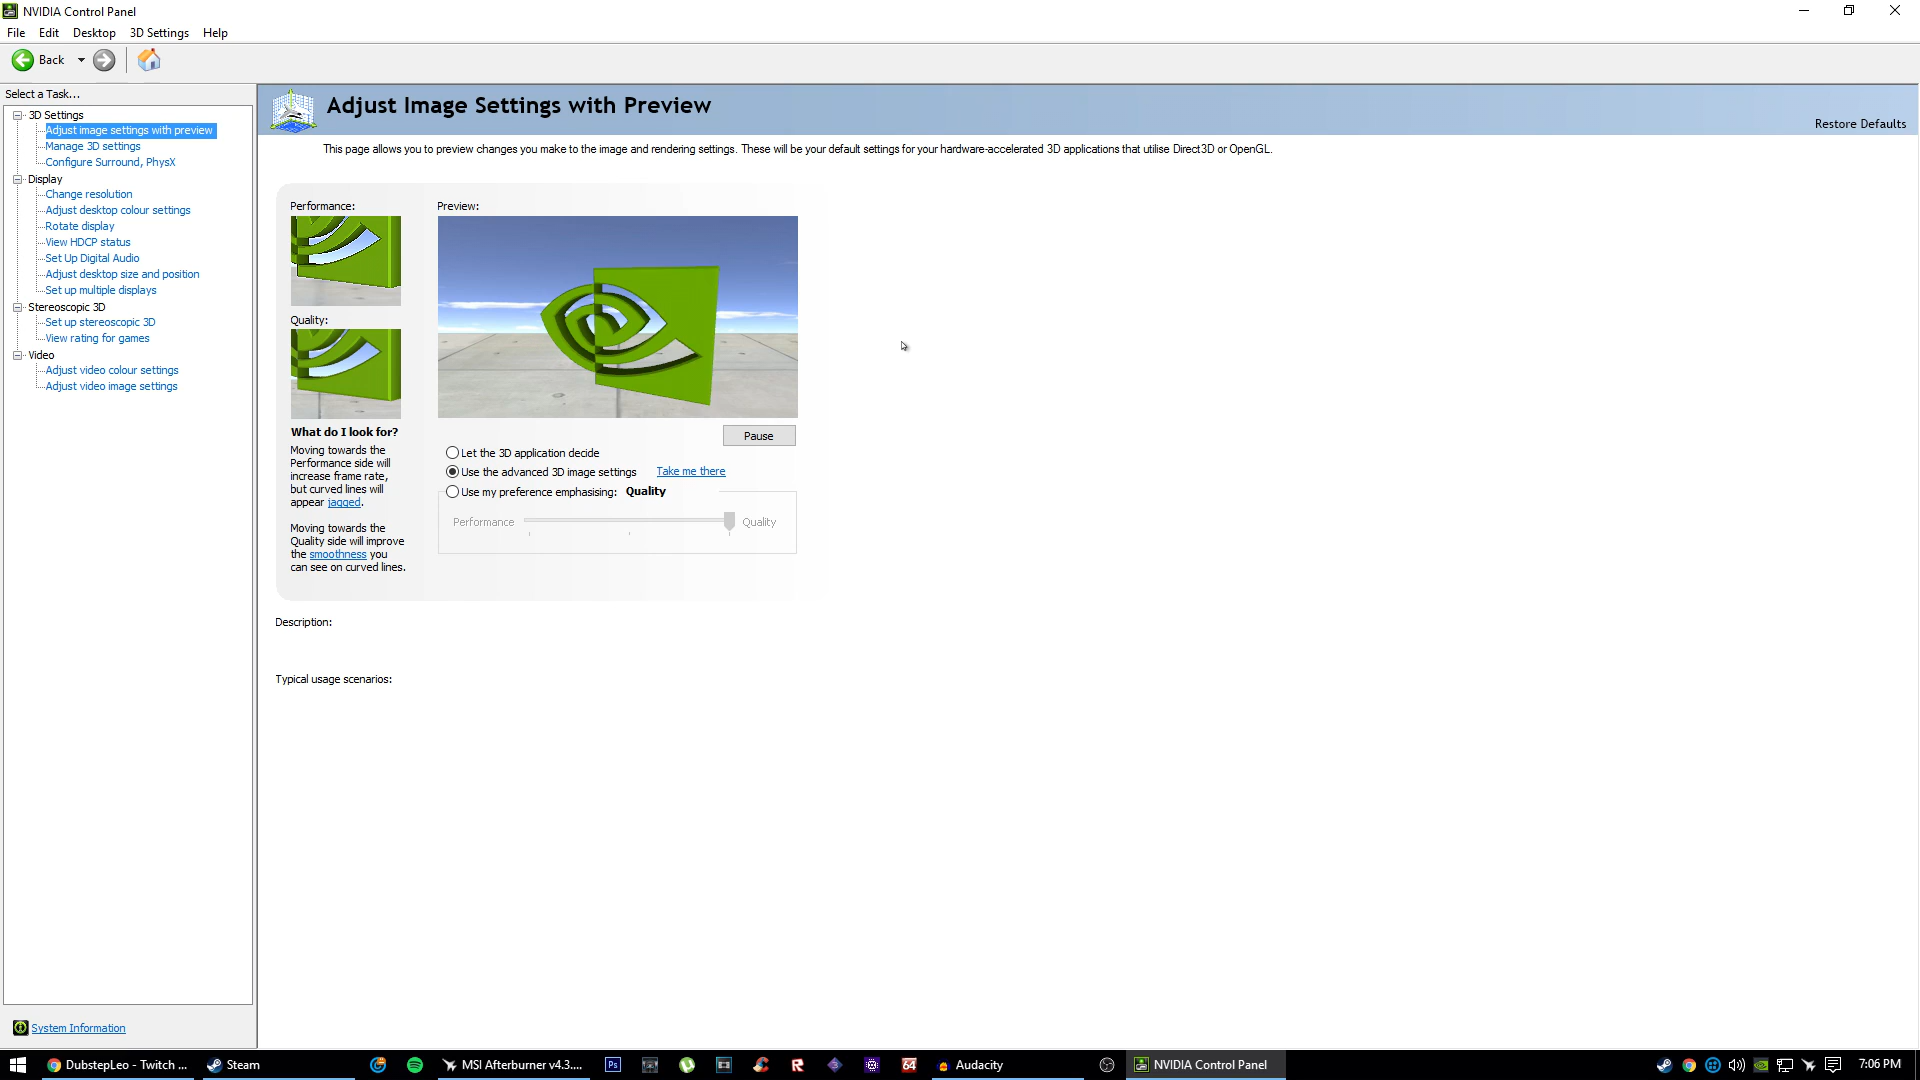 NVIDIA Control Panel
File Edit Desktop 3D Settings Help
Back
Select a Task...
3D Settings
Adjust image settings with preview
Manage 3D settings
Configure Surround, PhysX
Display
Change resolution
Adjust desktop colour settings
Rotate display
View HDCP status
Set Up Digital Audio
Adjust desktop size and position
Set up multiple displays
Stereoscopic 3D
Set up stereoscopic 3D
View rating for games
Video
Adjust video colour settings
Adjust video image settings
System Information
Adjust Image Settings with Preview
Restore Defaults
This page allows you to preview changes you make to the image and rendering settings. These will be your default settings for your hardware-accelerated 3D applications that utilise Direct3D or OpenGL.
Performance:
Quality:
What do I look for?
Moving towards the
Performance side will
increase frame rate,
but curved lines will
appear jagged.
Moving towards the
Quality side will improve
the smoothness you
can see on curved lines.
Preview:
Pause
Let the 3D application decide
Use the advanced 3D image settings Take me there
Use my preference emphasising: Quality
Performance Quality
Description:
Typical usage scenarios:
DubstepLeo - Twitch ...
Steam
MSI Afterburner v4.3....
Ps
64
Audacity
NVIDIA Control Panel
7:06 PM